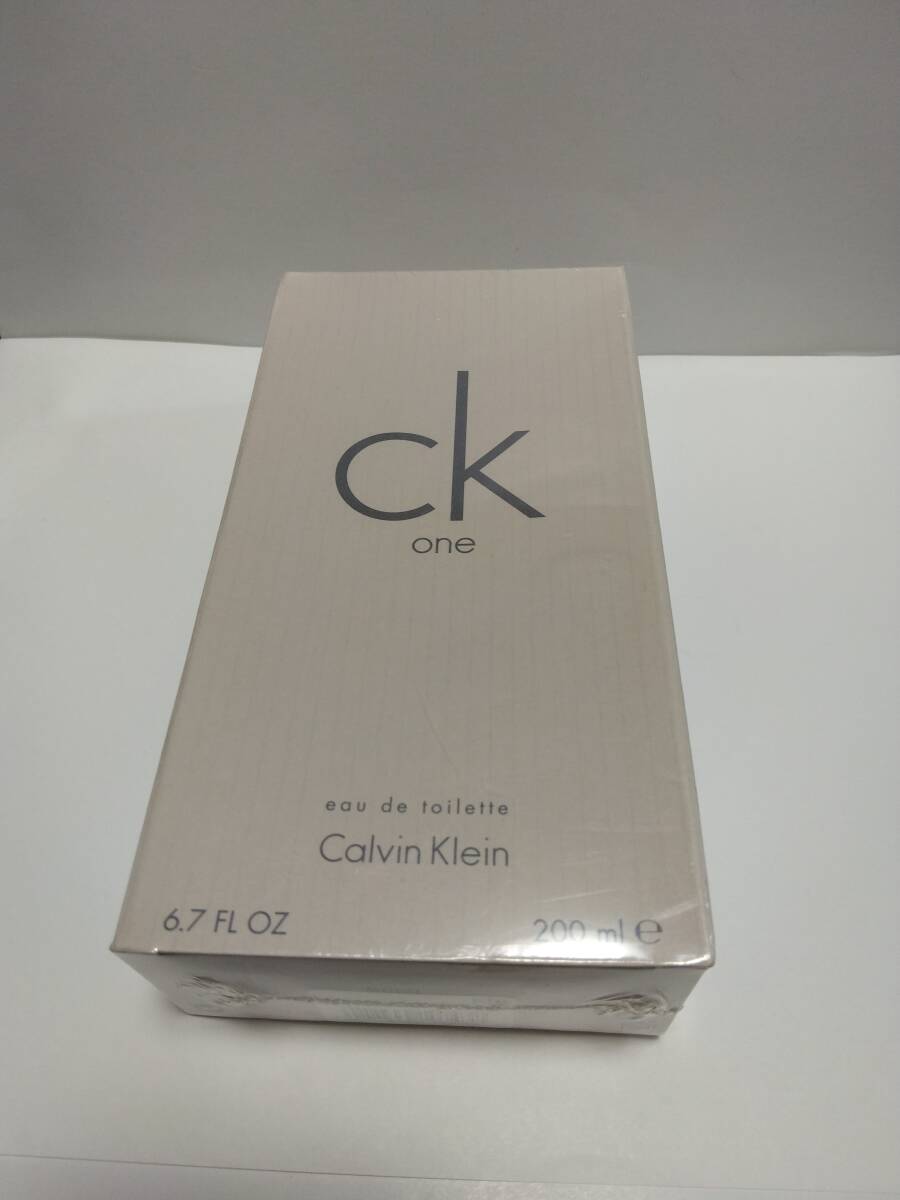 ck
one
eau de toilette
Calvin Klein
6.7 FL OZ 200 ml ℮